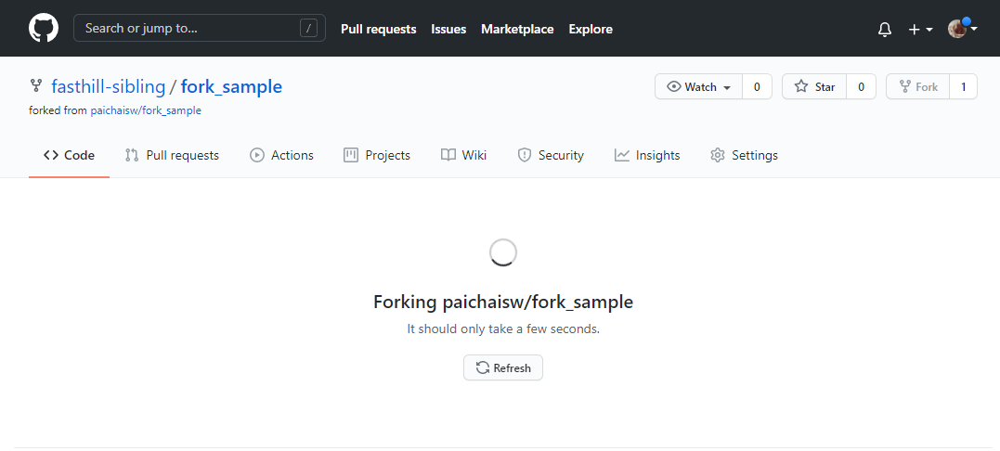 Search or jump to... / Pull requests Issues Marketplace Explore
fasthill-sibling / fork_sample Watch 0 Star 0 Fork 1
forked from paichaisw/fork_sample
Code Pull requests Actions Projects Wiki Security Insights Settings
Forking paichaisw/fork_sample
It should only take a few seconds.
Refresh